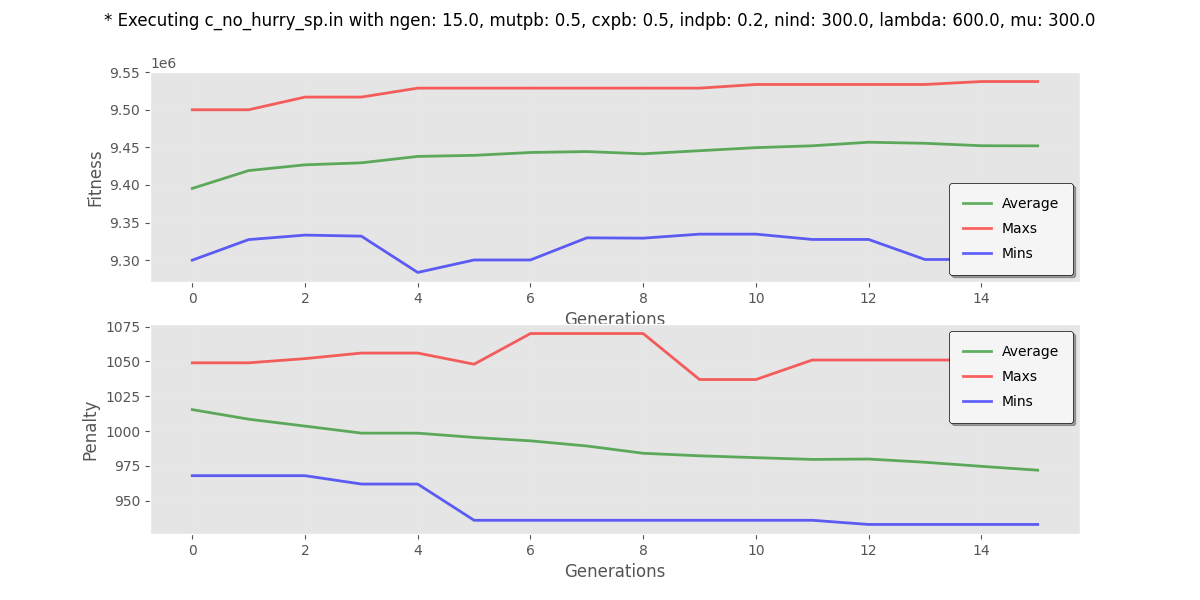 * Executing c_no_hurry_sp.in with ngen: 15.0, mutpb: 0.5, cxpb: 0.5, indpb: 0.2, nind: 300.0, lambda: 600.0, mu: 300.0
1e6
9.55
9.50
9.45
9.40
9.35
9.30
Fitness
Average
Maxs
Mins
0 2 4 6 8 10 12 14
Generations
1075
1050
1025
1000
975
950
Penalty
Average
Maxs
Mins
0 2 4 6 8 10 12 14
Generations